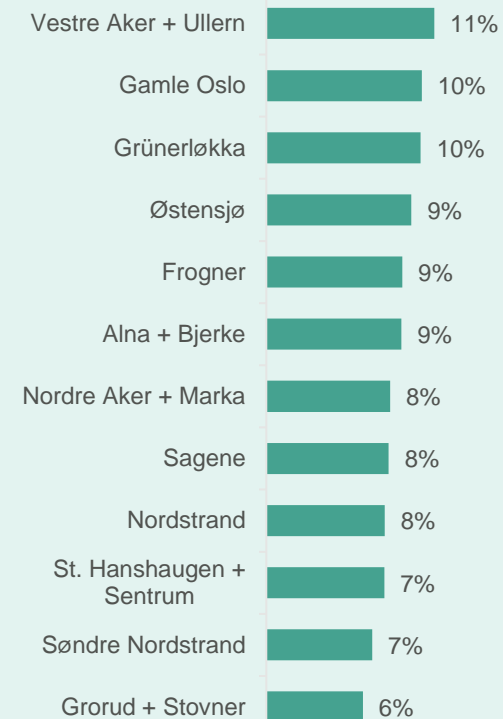 Vestre Aker + Ullern 11%
Gamle Oslo 10%
Grünerløkka 10%
Østensjø 9%
Frogner 9%
Alna + Bjerke 9%
Nordre Aker + Marka 8%
Sagene 8%
Nordstrand 8%
St. Hanshaugen +
Sentrum 7%
Søndre Nordstrand 7%
Grorud + Stovner 6%